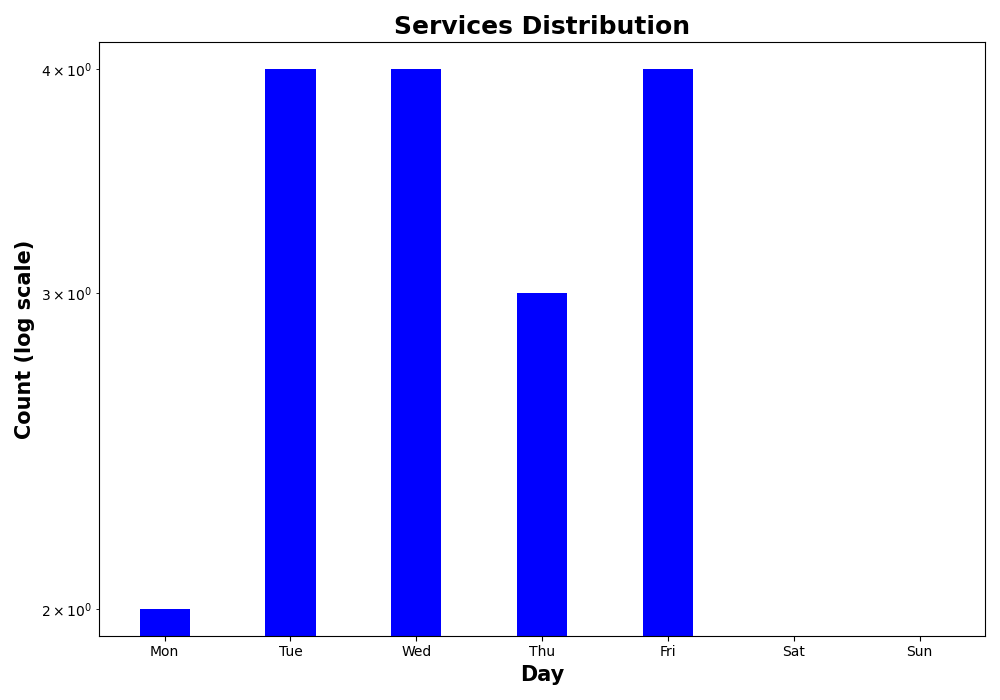 Services Distribution
Count (log scale)
4 × 10⁰
3 × 10⁰
2 × 10⁰
Mon Tue Wed Thu Fri Sat Sun
Day